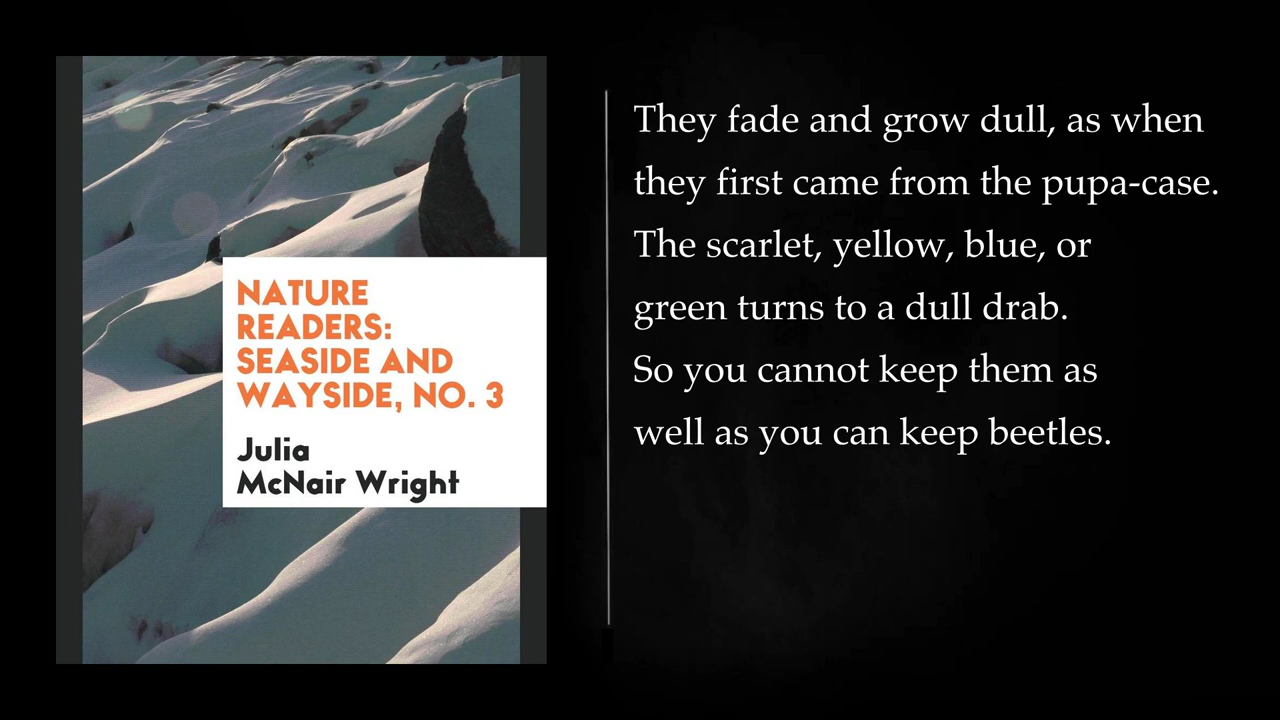 NATURE
READERS:
SEASIDE AND
WAYSIDE, NO. 3
Julia
McNair Wright
They fade and grow dull, as when
they first came from the pupa-case.
The scarlet, yellow, blue, or
green turns to a dull drab.
So you cannot keep them as
well as you can keep beetles.